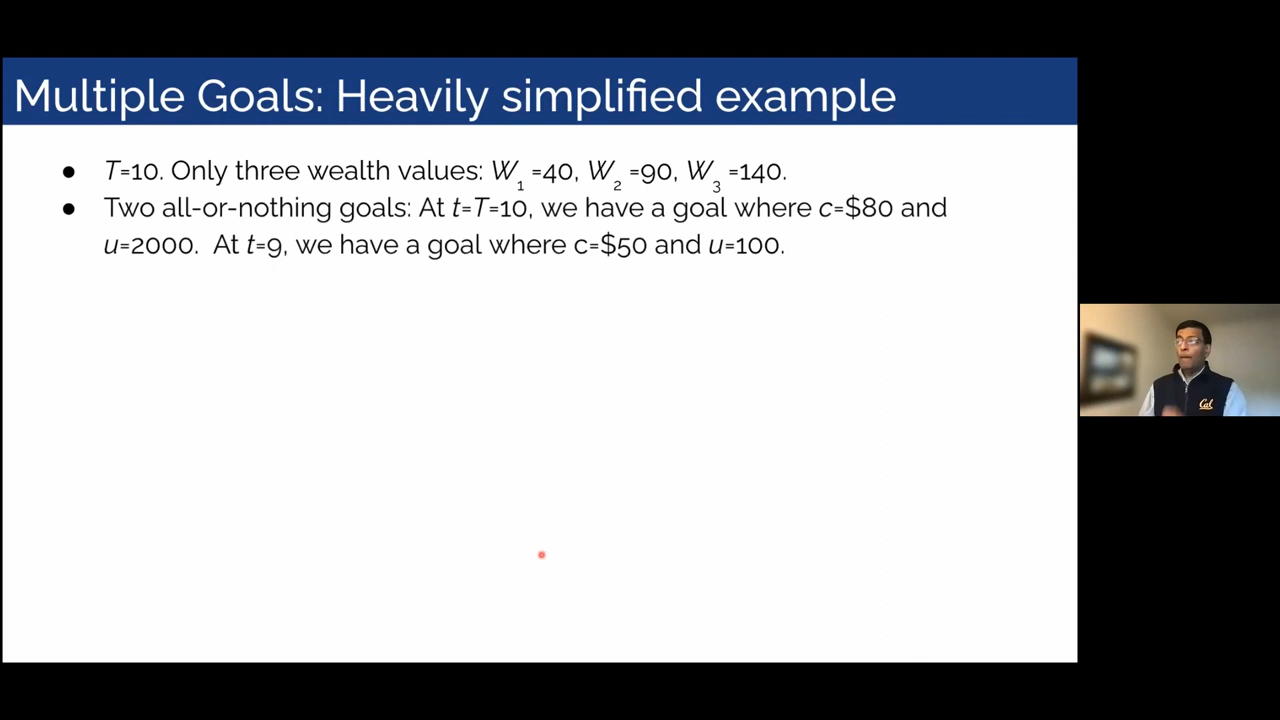 Multiple Goals: Heavily simplified example
● T=10. Only three wealth values: W₁ =40, W₂ =90, W₃ =140.
● Two all-or-nothing goals: At t=T=10, we have a goal where c=$80 and
u=2000. At t=9, we have a goal where c=$50 and u=100.
Cal